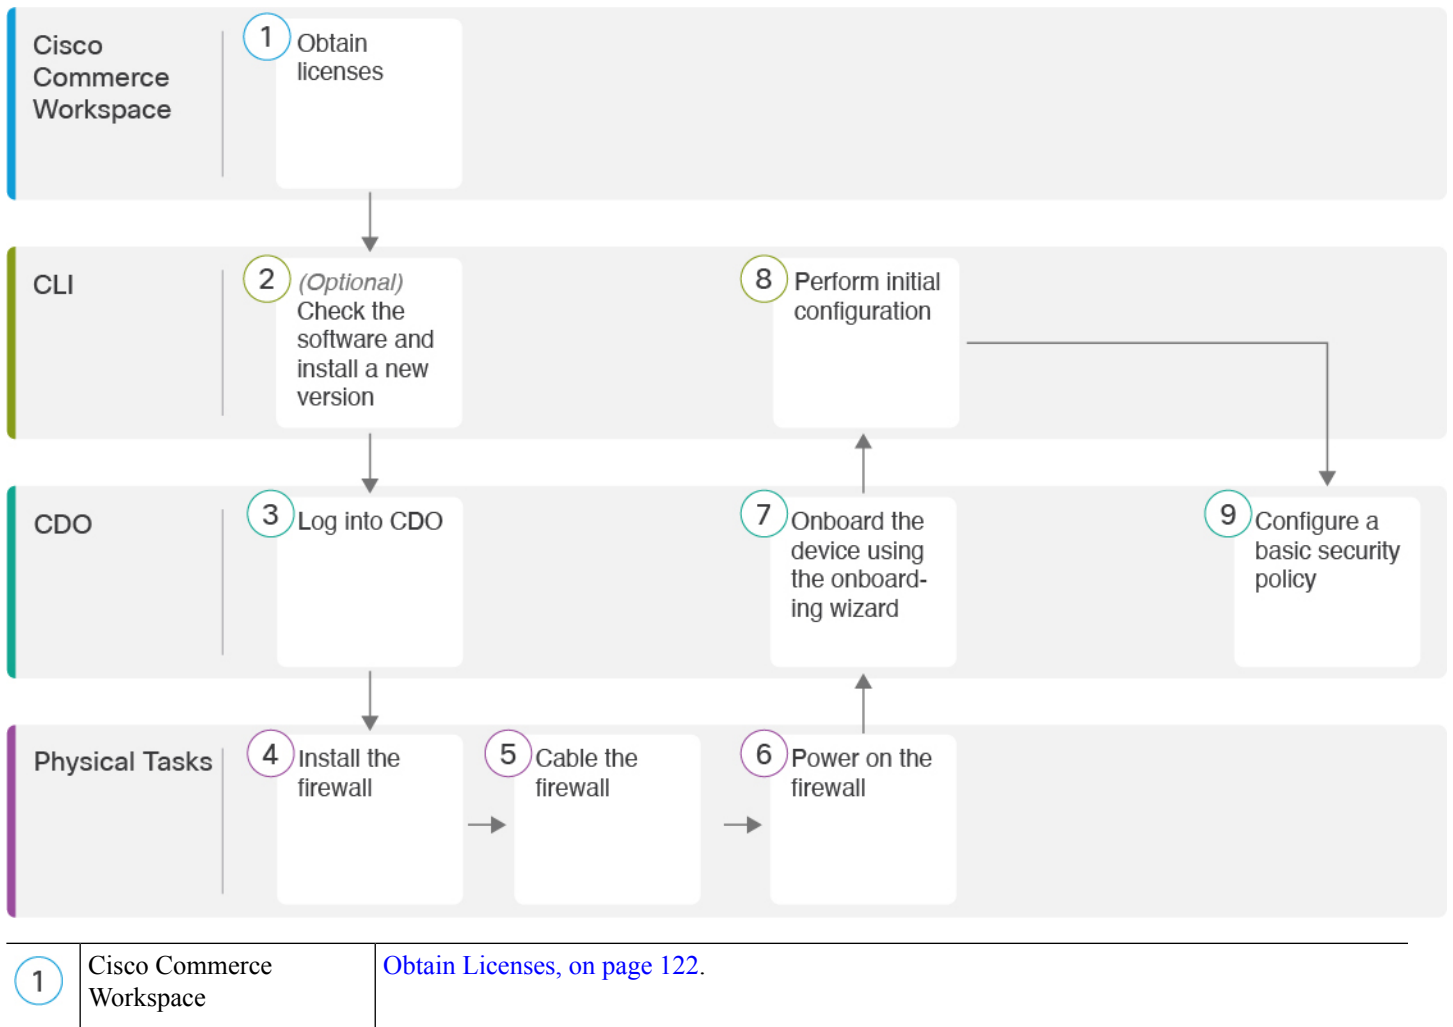 Cisco
Commerce
Workspace
1
Obtain
licenses
CLI
2
(Optional)
Check the
software and
install a new
version
8
Perform initial
configuration
CDO
3
Log into CDO
7
Onboard the
device using
the onboard-
ing wizard
9
Configure a
basic security
policy
Physical Tasks
4
Install the
firewall
5
Cable the
firewall
6
Power on the
firewall
1
Cisco Commerce
Workspace
Obtain Licenses, on page 122.